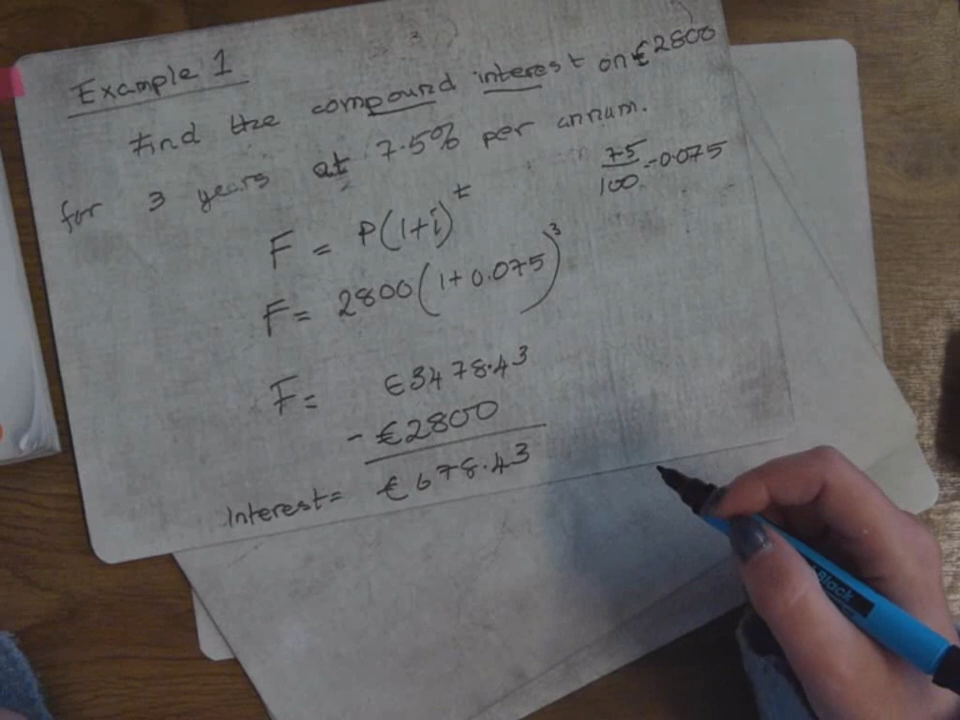 Example 1
Find the compound interest on €2800
for 3 years at 7.5% per annum.
75/100 = 0.075
F = P(1+i)^t
F = 2800(1+0.075)^3
F = €3478.43
- €2800
Interest = €678.43
Black